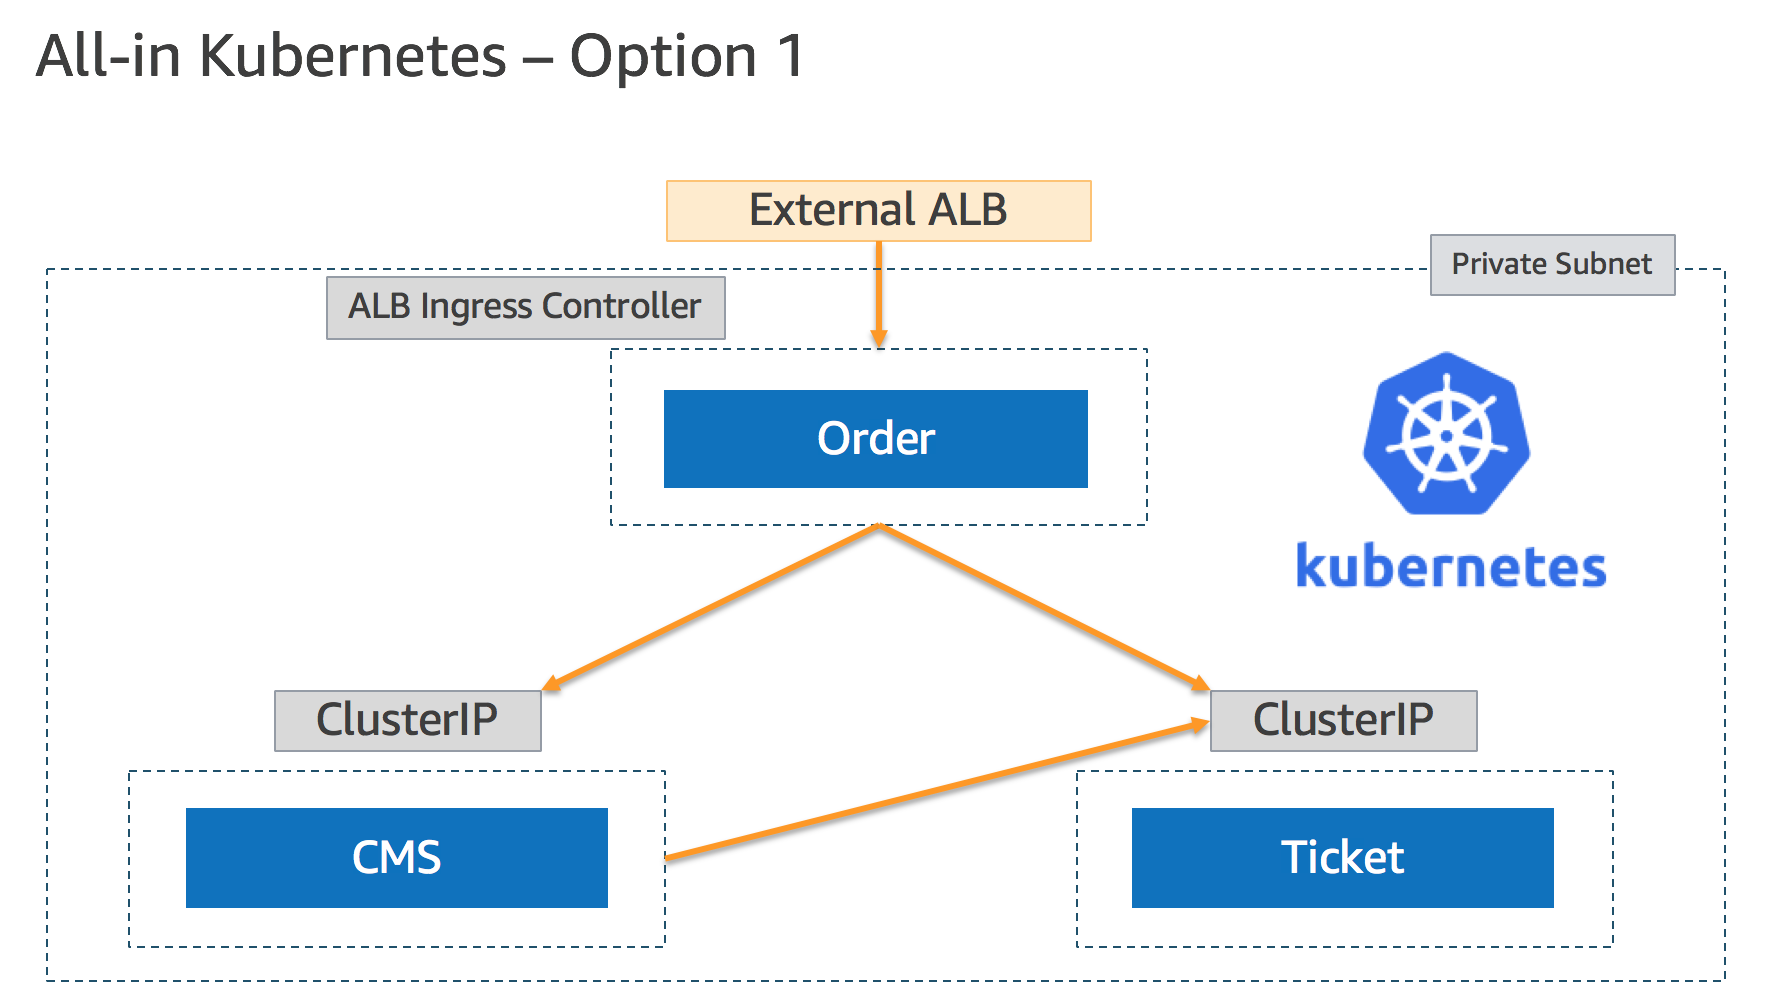 All-in Kubernetes – Option 1
External ALB
Private Subnet
ALB Ingress Controller
Order
kubernetes
ClusterIP
ClusterIP
CMS
Ticket